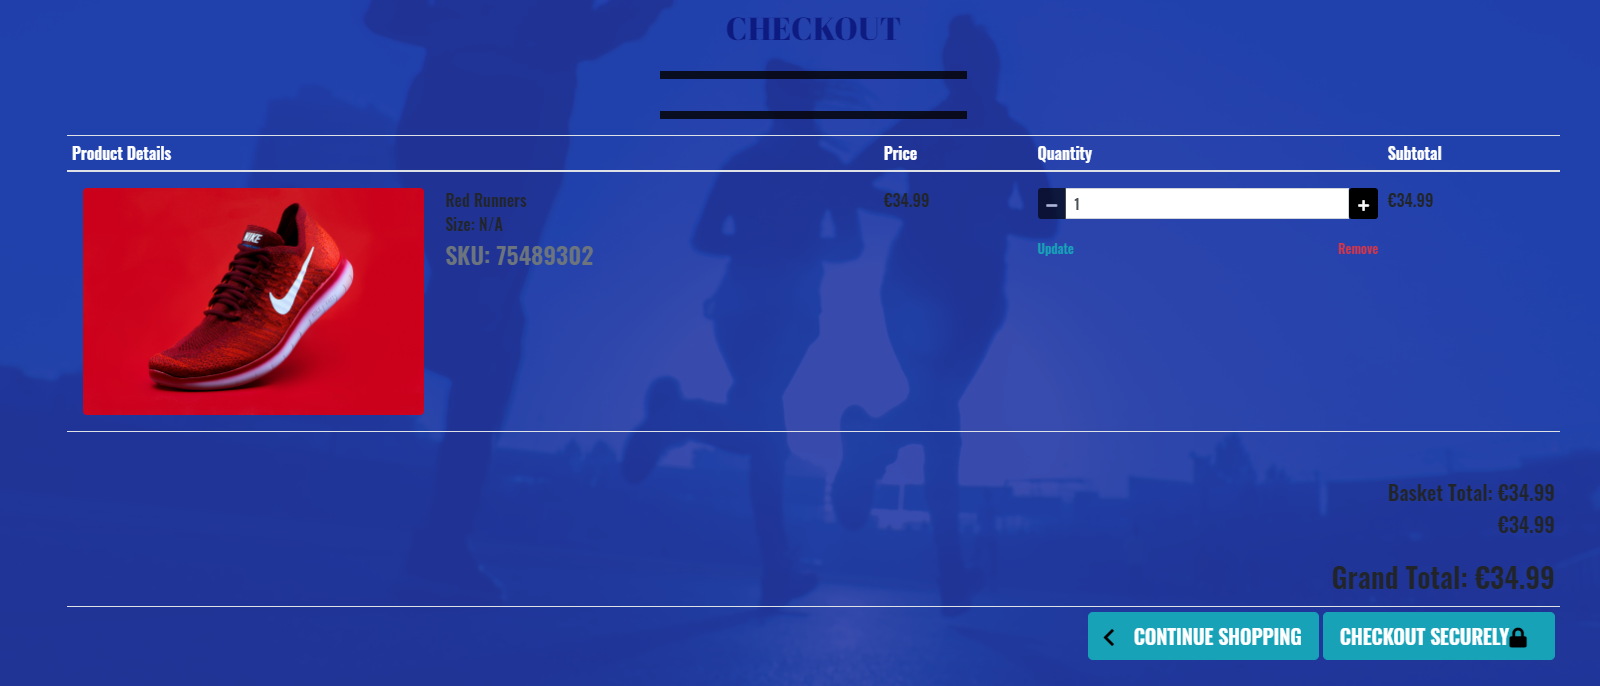 CHECKOUT
Product Details Price Quantity Subtotal
NIKE
Red Runners €34.99 1 €34.99
Size: N/A
SKU: 75489302
Update Remove
Basket Total: €34.99
€34.99
Grand Total: €34.99
CONTINUE SHOPPING CHECKOUT SECURELY